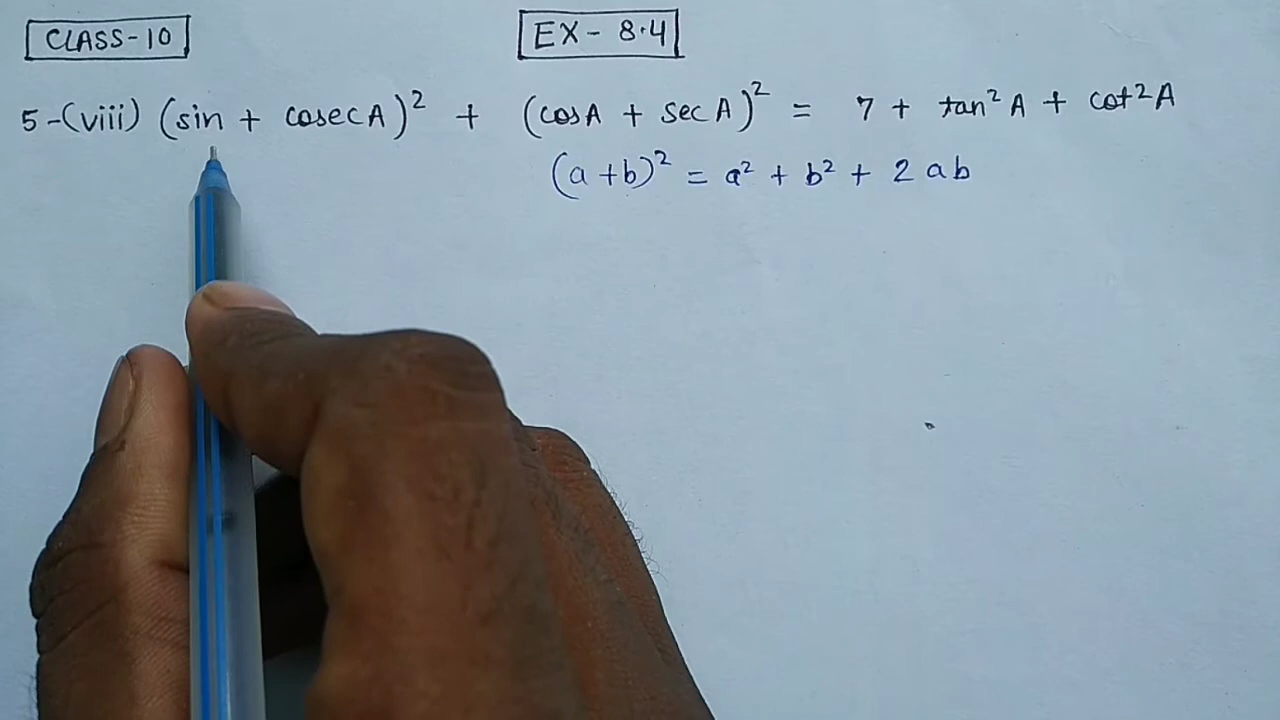 CLASS-10 EX - 8.4
5-(viii) (sin + cosecA)² + (cosA + secA)² = 7 + tan²A + cot²A
(a+b)² = a² + b² + 2ab